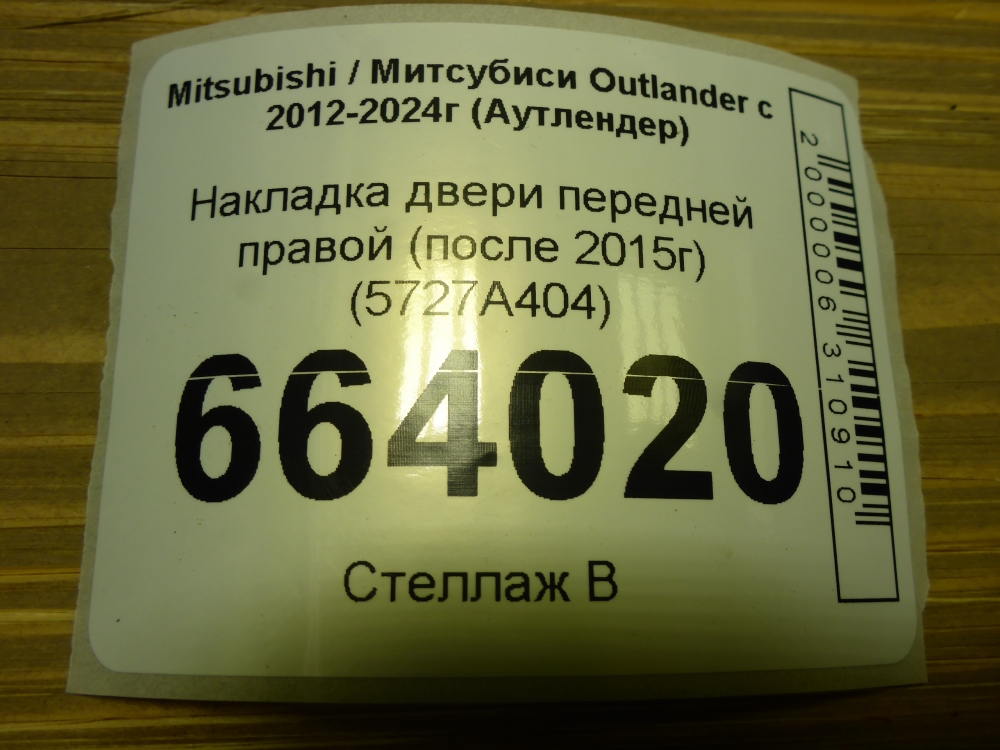 Mitsubishi / Митсубиси Outlander с
2012-2024г (Аутлендер)
Накладка двери передней
правой (после 2015г)
(5727A404)
664020
Стеллаж В
2000006310910